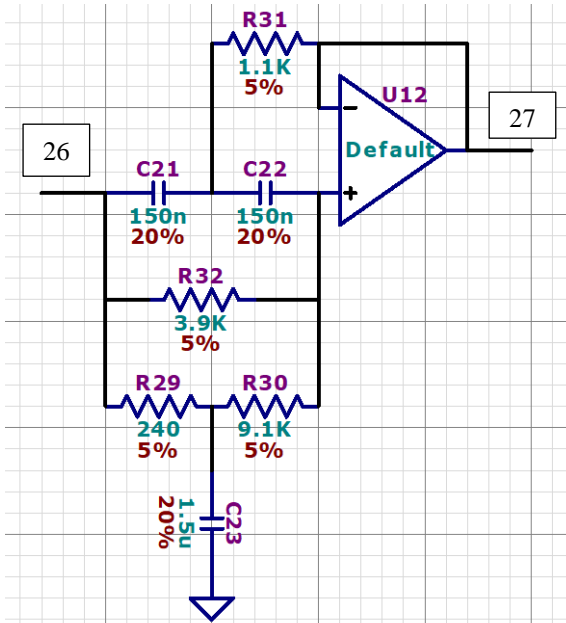 R31
1.1K
5%
U12
27
26
Default
C21
C22
150n
150n
20%
20%
R32
3.9K
5%
R29
R30
240
9.1K
5%
5%
C23
1.5u
20%